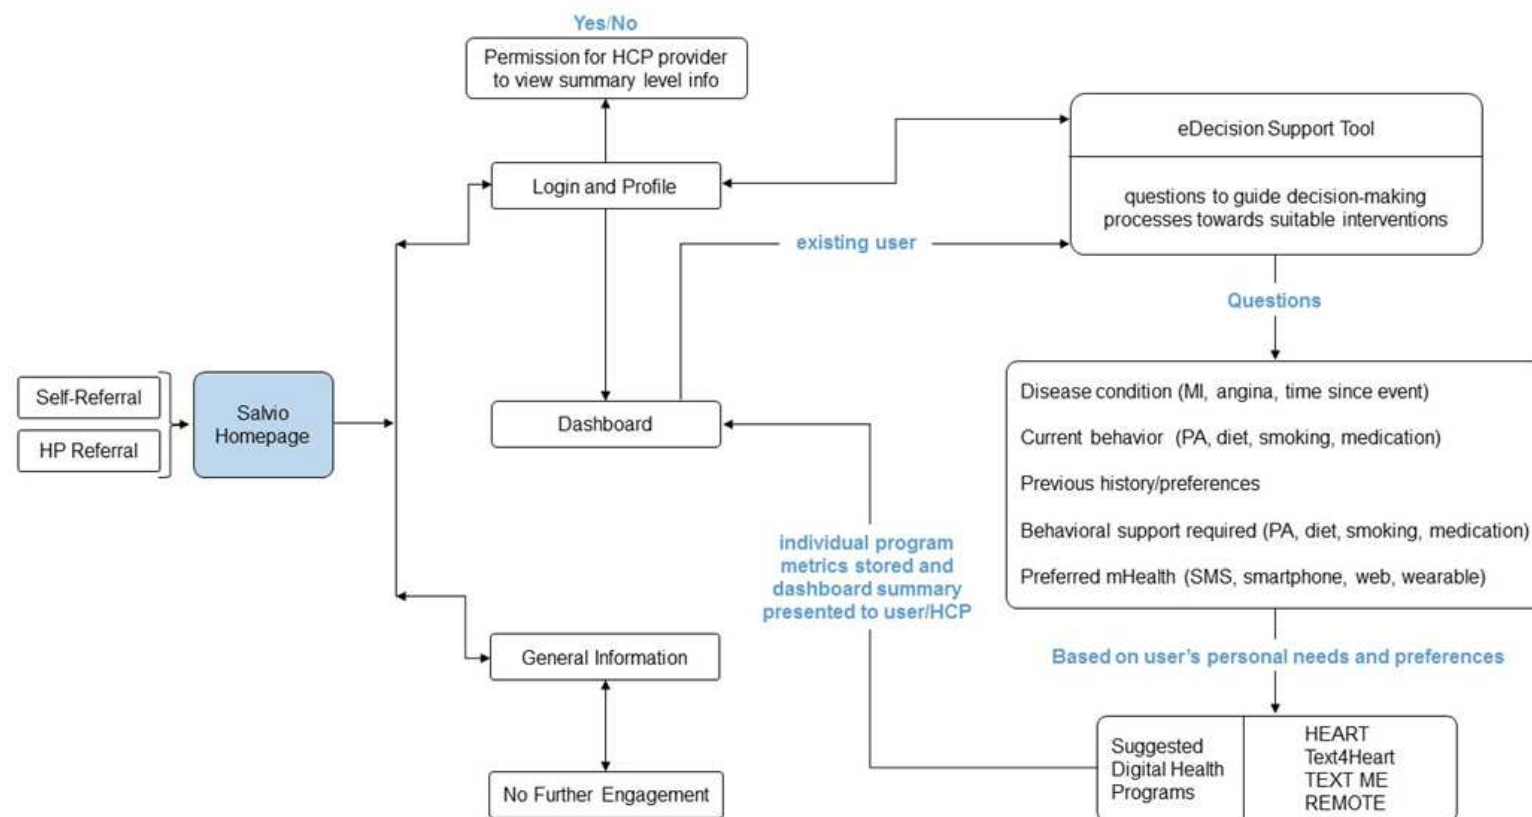 Yes/No
Permission for HCP provider
to view summary level info
Login and Profile
eDecision Support Tool
questions to guide decision-making
processes towards suitable interventions
existing user
Questions
Self-Referral
HP Referral
Salvio
Homepage
Dashboard
Disease condition (MI, angina, time since event)
Current behavior (PA, diet, smoking, medication)
Previous history/preferences
Behavioral support required (PA, diet, smoking, medication)
Preferred mHealth (SMS, smartphone, web, wearable)
individual program
metrics stored and
dashboard summary
presented to user/HCP
General Information
No Further Engagement
Based on user's personal needs and preferences
Suggested
Digital Health
Programs
HEART
Text4Heart
TEXT ME
REMOTE